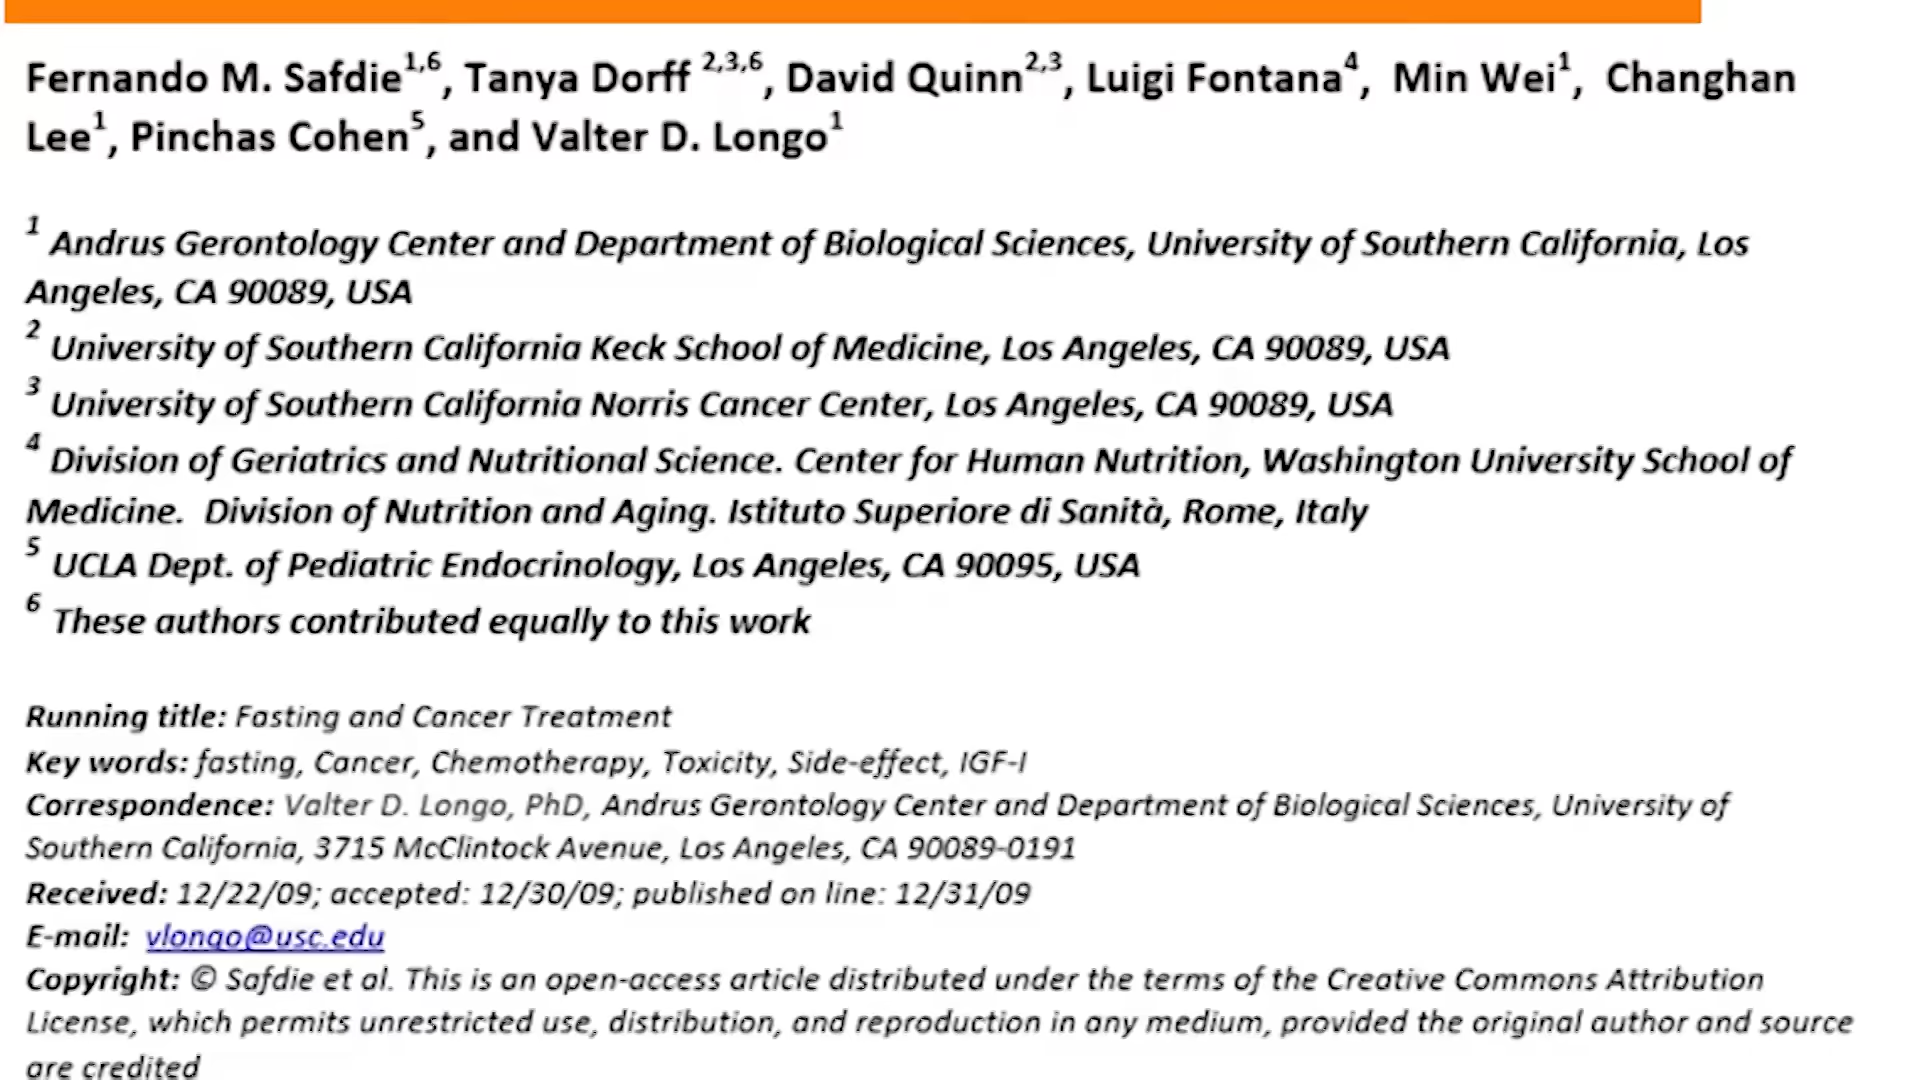 Fernando M. Safdie1,6, Tanya Dorff 2,3,6, David Quinn2,3, Luigi Fontana4, Min Wei1, Changhan
Lee1, Pinchas Cohen5, and Valter D. Longo1
1 Andrus Gerontology Center and Department of Biological Sciences, University of Southern California, Los
Angeles, CA 90089, USA
2 University of Southern California Keck School of Medicine, Los Angeles, CA 90089, USA
3 University of Southern California Norris Cancer Center, Los Angeles, CA 90089, USA
4 Division of Geriatrics and Nutritional Science. Center for Human Nutrition, Washington University School of
Medicine. Division of Nutrition and Aging. Istituto Superiore di Sanità, Rome, Italy
5 UCLA Dept. of Pediatric Endocrinology, Los Angeles, CA 90095, USA
6 These authors contributed equally to this work
Running title: Fasting and Cancer Treatment
Key words: fasting, Cancer, Chemotherapy, Toxicity, Side-effect, IGF-I
Correspondence: Valter D. Longo, PhD, Andrus Gerontology Center and Department of Biological Sciences, University of
Southern California, 3715 McClintock Avenue, Los Angeles, CA 90089-0191
Received: 12/22/09; accepted: 12/30/09; published on line: 12/31/09
E-mail: vlongo@usc.edu
Copyright: © Safdie et al. This is an open-access article distributed under the terms of the Creative Commons Attribution
License, which permits unrestricted use, distribution, and reproduction in any medium, provided the original author and source
are credited